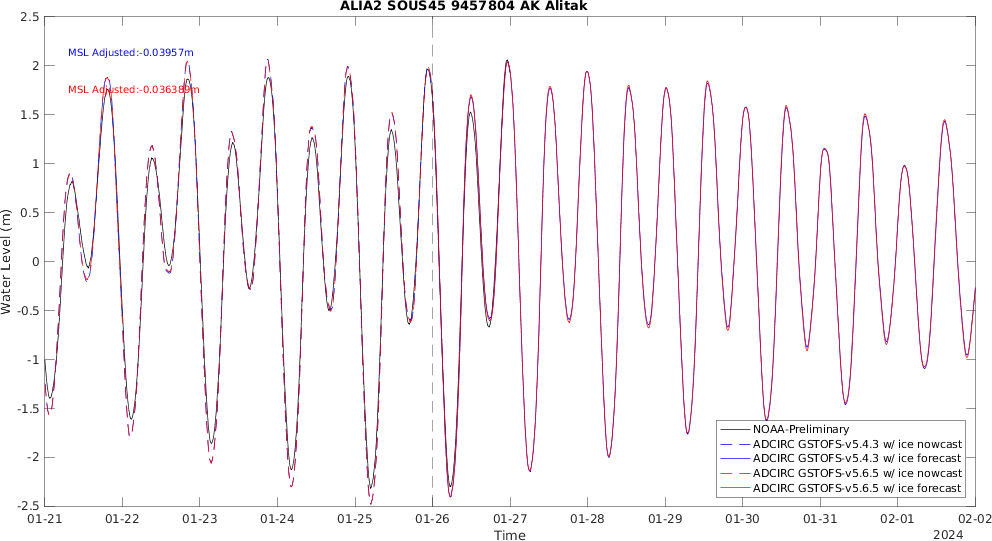 ALIA2 SOUS45 9457804 AK Alitak
MSL Adjusted:-0.03957m
MSL Adjusted:-0.036389m
Water Level (m)
2.5
2
1.5
1
0.5
0
-0.5
-1
-1.5
-2
-2.5
NOAA-Preliminary
ADCIRC GSTOFS-v5.4.3 w/ ice nowcast
ADCIRC GSTOFS-v5.4.3 w/ ice forecast
ADCIRC GSTOFS-v5.6.5 w/ ice nowcast
ADCIRC GSTOFS-v5.6.5 w/ ice forecast
01-21 01-22 01-23 01-24 01-25 01-26 01-27 01-28 01-29 01-30 01-31 02-01 02-02
Time
2024